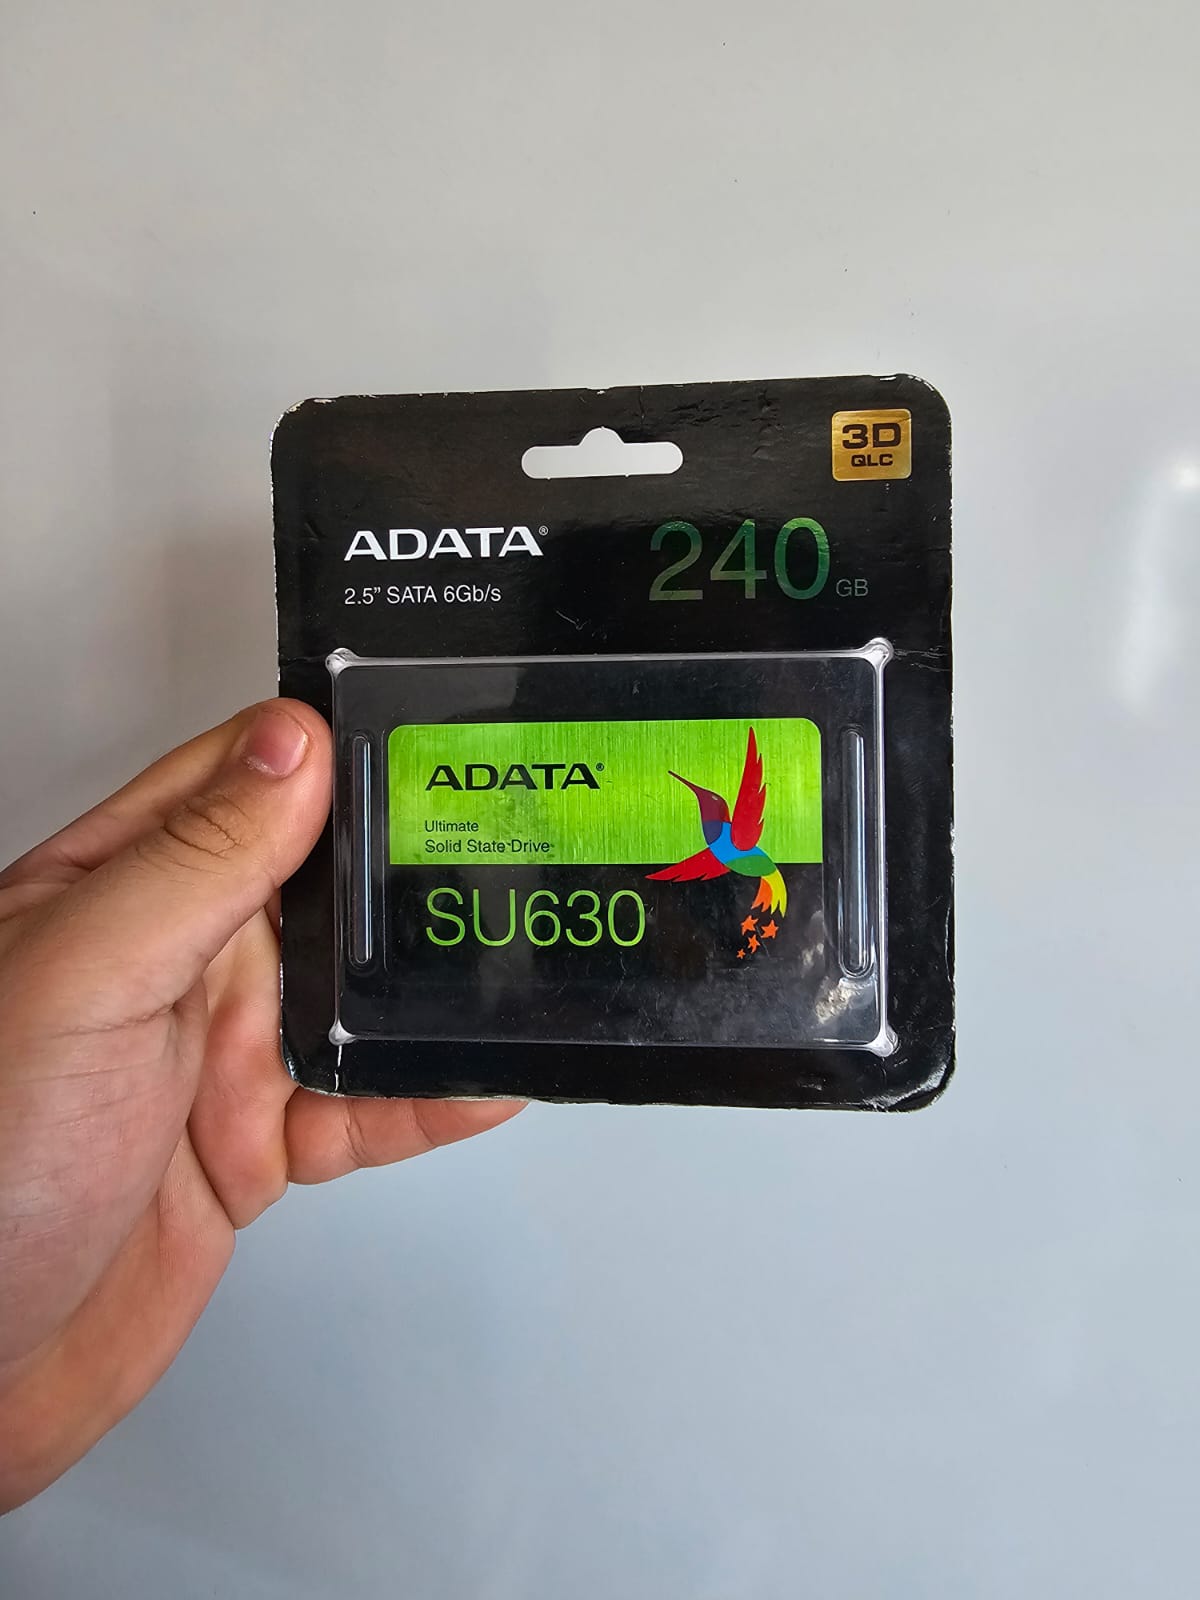 3D
QLC
ADATA®
240 GB
2.5” SATA 6Gb/s
ADATA®
Ultimate
Solid State Drive
SU630